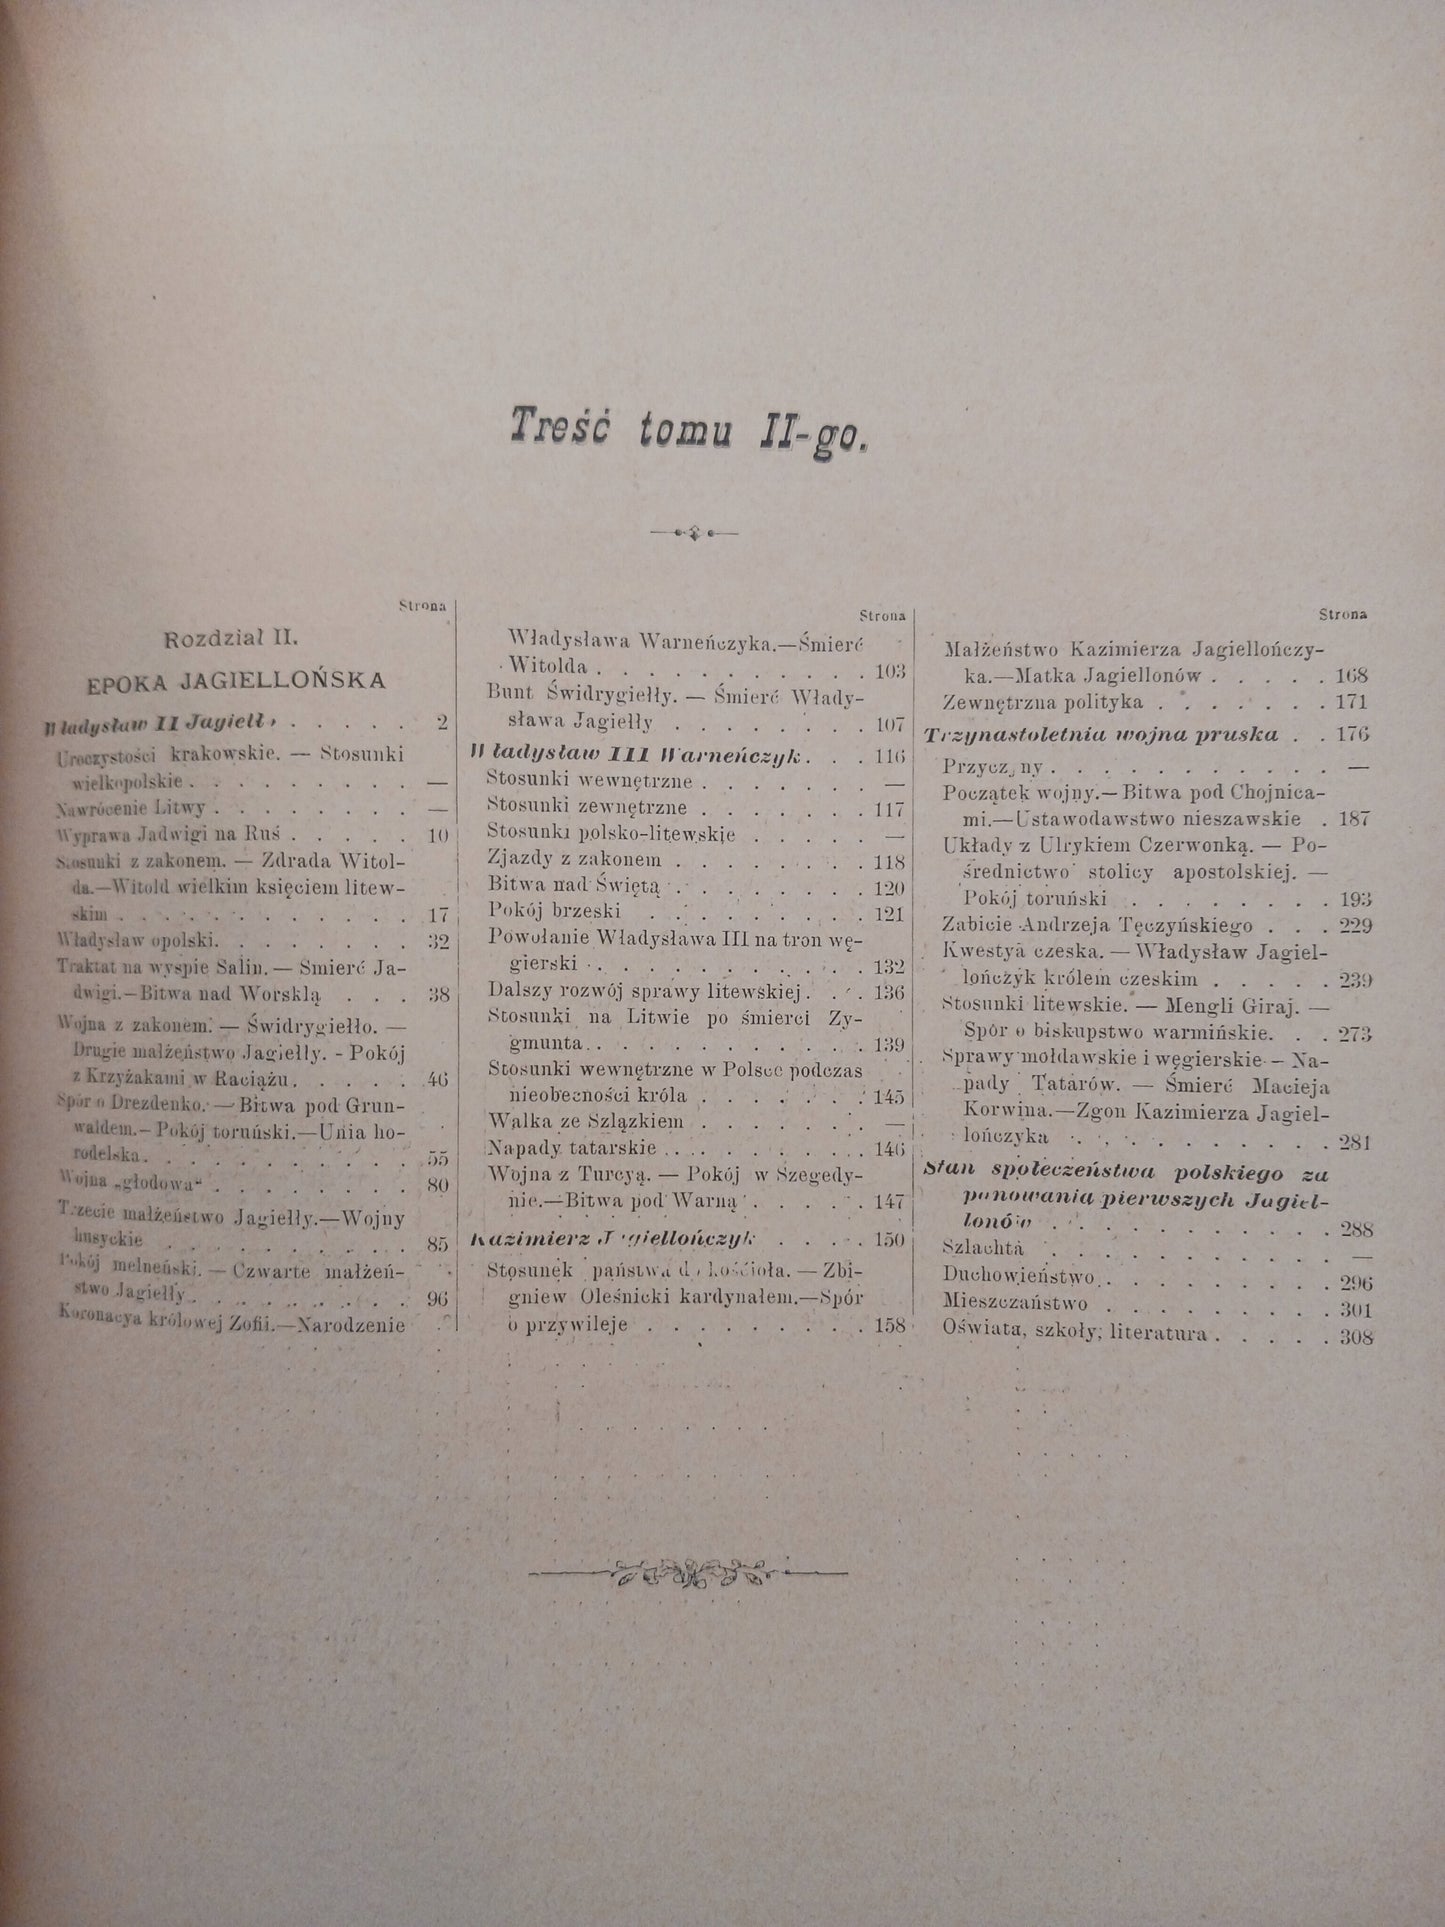 Treść tomu II-go.
Strona
Rozdział II.
EPOKA JAGIELLOŃSKA
Władysław II Jagiełł . . . . . 2
Uroczystości krakowskie. — Stosunki
wielkopolskie . . . . . . . . . —
Nawrócenie Litwy . . . . . . . . —
Wyprawa Jadwigi na Ruś . . . . . 10
Stosunki z zakonem. — Zdrada Witol-
da.—Witold wielkim księciem litew-
skim . . . . . . . . . . . 17
Władysław opolski. . . . . . . . 32
Traktat na wyspie Salin. — Smierć Ja-
dwigi.—Bitwa nad Worsklą . . . 38
Wojna z zakonem. — Świdrygiełło. —
Drugie małżeństwo Jagiełły. - Pokój
z Krzyżakami w Raciążu. . . . . 46
Spór o Drezdenko. — Bitwa pod Grun-
waldem.— Pokój toruński.—Unia ho-
rodelska. . . . . . . . . . . 55
Wojna „głodowa“ . . . . . . . . 80
Trzecie małżeństwo Jagiełły.—Wojny
husyckie . . . . . . . . . . 85
Pokój melneński. — Czwarte małżeń-
stwo Jagiełły . . . . . . . . . 96
Koronacya królowej Zofii.—Narodzenie
Strona
Władysława Warneńczyka.—Śmierć
Witolda . . . . . . . . . . . 103
Bunt Świdrygiełły. — Śmierć Włady-
sława Jagiełły . . . . . . . . 107
Władysław III Warneńczyk. . . . 116
Stosunki wewnętrzne . . . . . . . —
Stosunki zewnętrzne . . . . . . . 117
Stosunki polsko-litewskie . . . . . —
Zjazdy z zakonem . . . . . . . . 118
Bitwa nad Świętą . . . . . . . . 120
Pokój brzeski . . . . . . . . . 121
Powołanie Władysława III na tron wę-
gierski . . . . . . . . . . . 132
Dalszy rozwój sprawy litewskiej. . . . 136
Stosunki na Litwie po śmierci Zy-
gmunta. . . . . . . . . . . . 139
Stosunki wewnętrzne w Polsce podczas
nieobecności króla . . . . . . . 145
Walka ze Szlązkiem . . . . . . . —
Napady tatarskie . . . . . . . . 146
Wojna z Turcyą. — Pokój w Szegedy-
nie.—Bitwa pod Warną . . . . . 147
Kazimierz Jagiellończyk . . . . 150
Stosunek państwa do kościoła. — Zbi-
gniew Oleśnicki kardynałem.—Spór
o przywileje . . . . . . . . . 158
Strona
Małżeństwo Kazimierza Jagiellończy-
ka.—Matka Jagiellonów . . . . . 168
Zewnętrzna polityka . . . . . . . 171
Trzynastoletnia wojna pruska . . 176
Przyczyny . . . . . . . . . . . —
Początek wojny.— Bitwa pod Chojnica-
mi.—Ustawodawstwo nieszawskie . 187
Układy z Ulrykiem Czerwonką. — Po-
średnictwo stolicy apostolskiej. —
Pokój toruński . . . . . . . . 193
Zabicie Andrzeja Tęczyńskiego . . . 229
Kwestya czeska. — Władysław Jagiel-
lończyk królem czeskim . . . . . 239
Stosunki litewskie. — Mengli Giraj. —
Spór o biskupstwo warmińskie. . . 273
Sprawy mołdawskie i węgierskie — Na-
pady Tatarów. — Śmierć Macieja
Korwina.—Zgon Kazimierza Jagiel-
lończyka . . . . . . . . . . 281
Stan społeczeństwa polskiego za
panowania pierwszych Jagiel-
lonów . . . . . . . . . . . 288
Szlachta . . . . . . . . . . . —
Duchowieństwo . . . . . . . . . 296
Mieszczaństwo . . . . . . . . . 301
Oświata, szkoły, literatura . . . . . 308